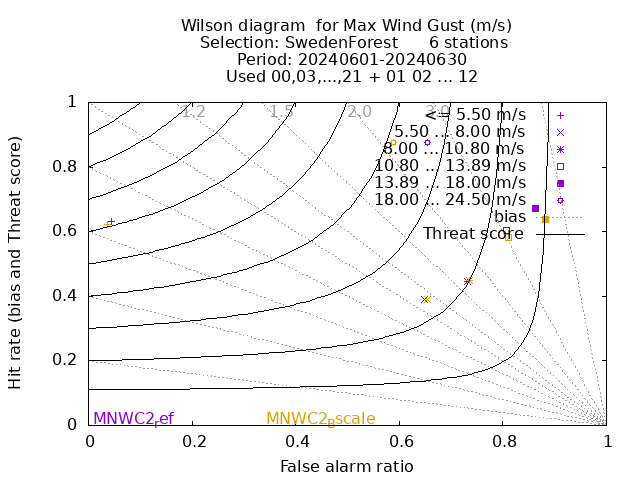 Wilson diagram  for Max Wind Gust (m/s)
Selection: SwedenForest      6 stations
Period: 20240601-20240630
Used 00,03,...,21 + 01 02 ... 12
Hit rate (bias and Threat score)
1
0.8
0.6
0.4
0.2
0
1.2
1.5
2.0
3.0
<= 5.50 m/s
5.50 ... 8.00 m/s
8.00 ... 10.80 m/s
10.80 ... 13.89 m/s
13.89 ... 18.00 m/s
18.00 ... 24.50 m/s
bias
Threat score
MNWC2ref
MNWC2Bscale
0
0.2
0.4
0.6
0.8
1
False alarm ratio